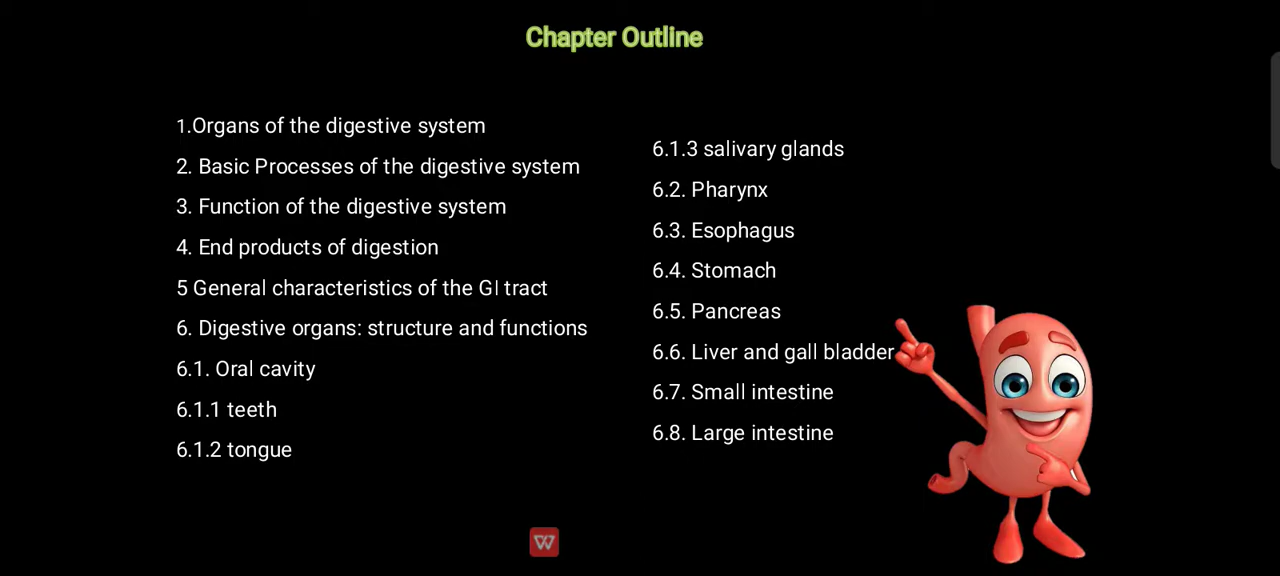 Chapter Outline
1.Organs of the digestive system
2. Basic Processes of the digestive system
3. Function of the digestive system
4. End products of digestion
5 General characteristics of the GI tract
6. Digestive organs: structure and functions
6.1. Oral cavity
6.1.1 teeth
6.1.2 tongue
6.1.3 salivary glands
6.2. Pharynx
6.3. Esophagus
6.4. Stomach
6.5. Pancreas
6.6. Liver and gall bladder
6.7. Small intestine
6.8. Large intestine
W